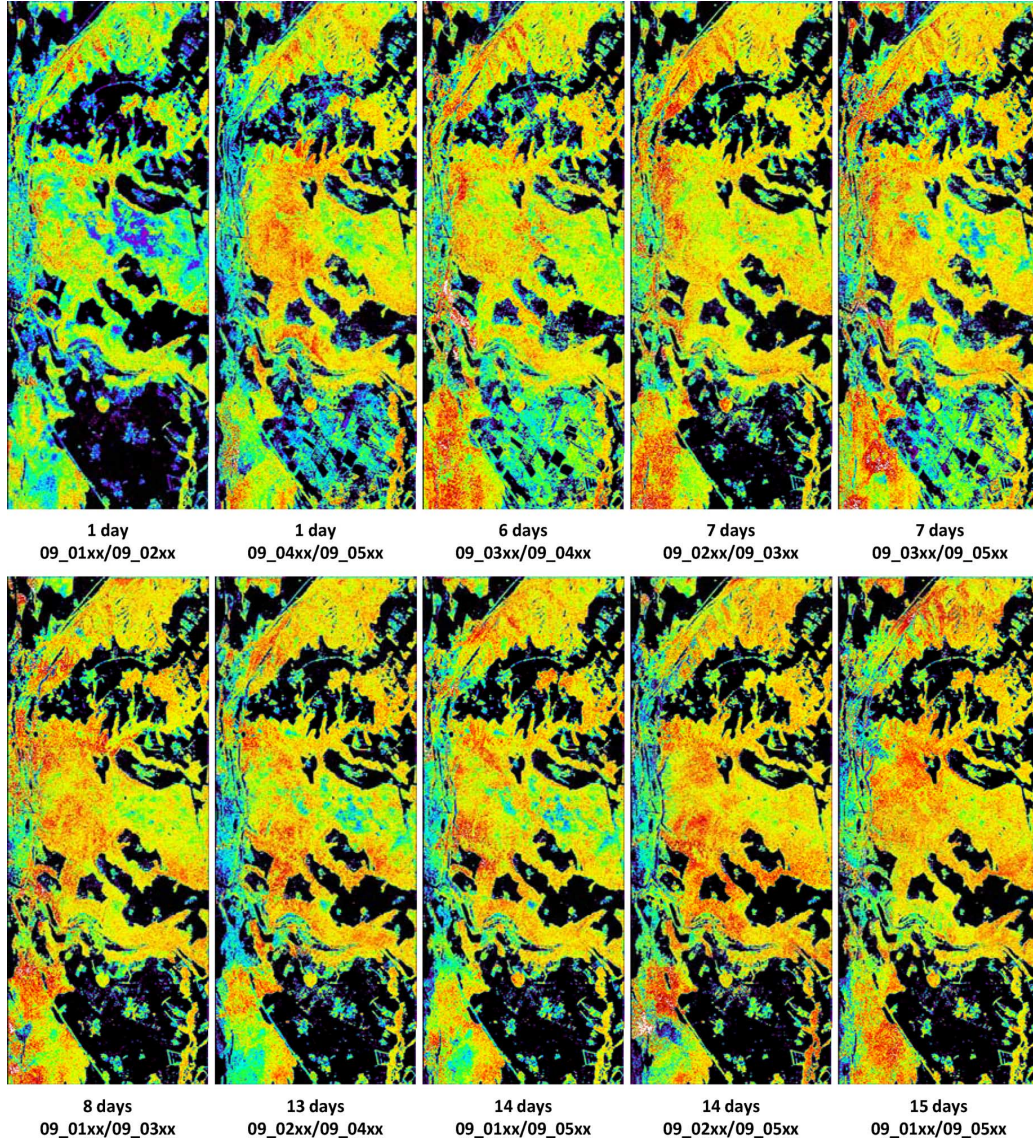 1 day
09_01xx/09_02xx
1 day
09_04xx/09_05xx
6 days
09_03xx/09_04xx
7 days
09_02xx/09_03xx
7 days
09_03xx/09_05xx
8 days
09_01xx/09_03xx
13 days
09_02xx/09_04xx
14 days
09_01xx/09_05xx
14 days
09_02xx/09_05xx
15 days
09_01xx/09_05xx